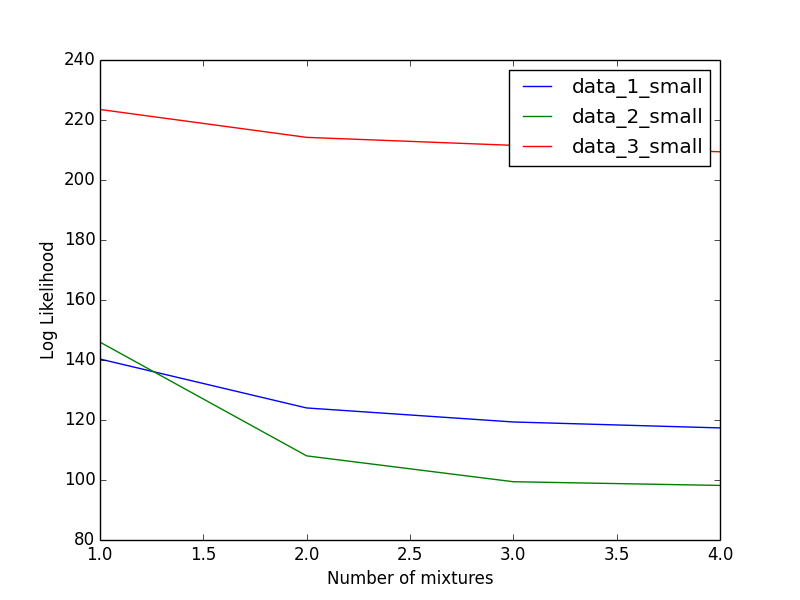 240
220
200
180
160
140
120
100
80
Log Likelihood
data_1_small
data_2_small
data_3_small
1.0 1.5 2.0 2.5 3.0 3.5 4.0
Number of mixtures